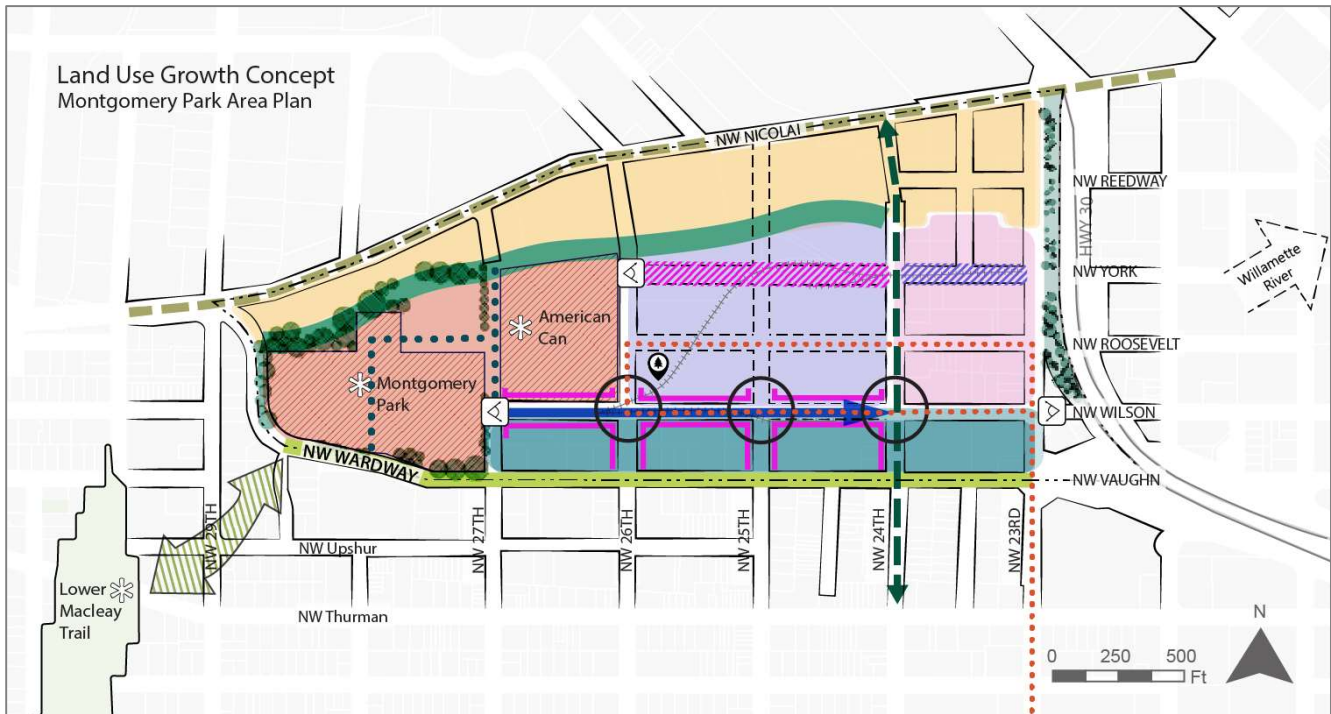 Land Use Growth Concept
Montgomery Park Area Plan
NW NICOLAI
NW REEDWAY
HWY 30
Willamette
River
NW YORK
American
Can
NW ROOSEVELT
Montgomery
Park
NW WILSON
NW WARDWAY
NW VAUGHN
NW 29TH
NW 27TH
NW 26TH
NW 25TH
NW 24TH
NW 23RD
NW Upshur
Lower
Macleay
Trail
NW Thurman
N
0 250 500
Ft